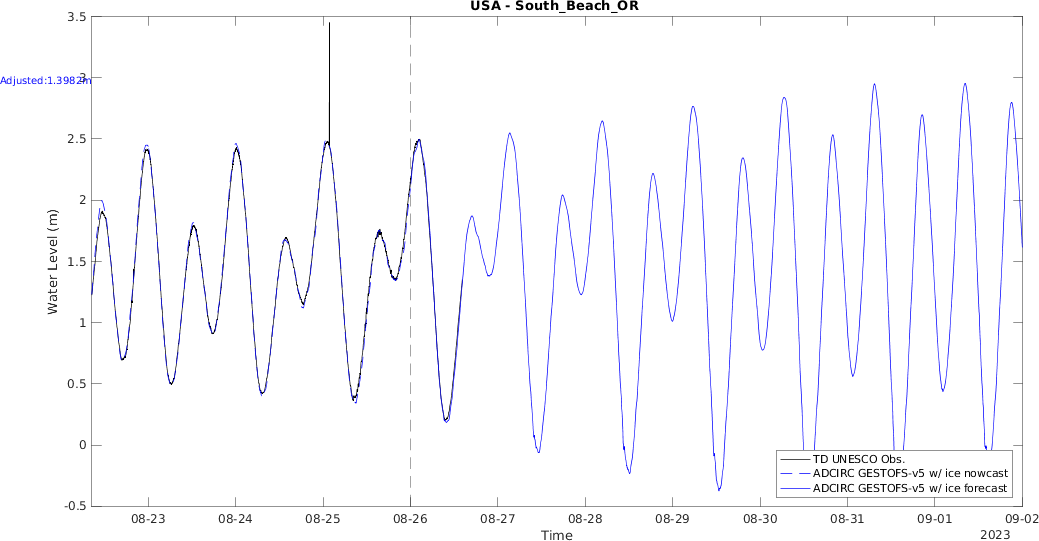 USA - South_Beach_OR
3.5
Adjusted:1.3982m
3
2.5
2
1.5
1
0.5
0
-0.5
Water Level (m)
TD UNESCO Obs.
ADCIRC GESTOFS-v5 w/ ice nowcast
ADCIRC GESTOFS-v5 w/ ice forecast
08-23 08-24 08-25 08-26 08-27 08-28 08-29 08-30 08-31 09-01 09-02
Time
2023